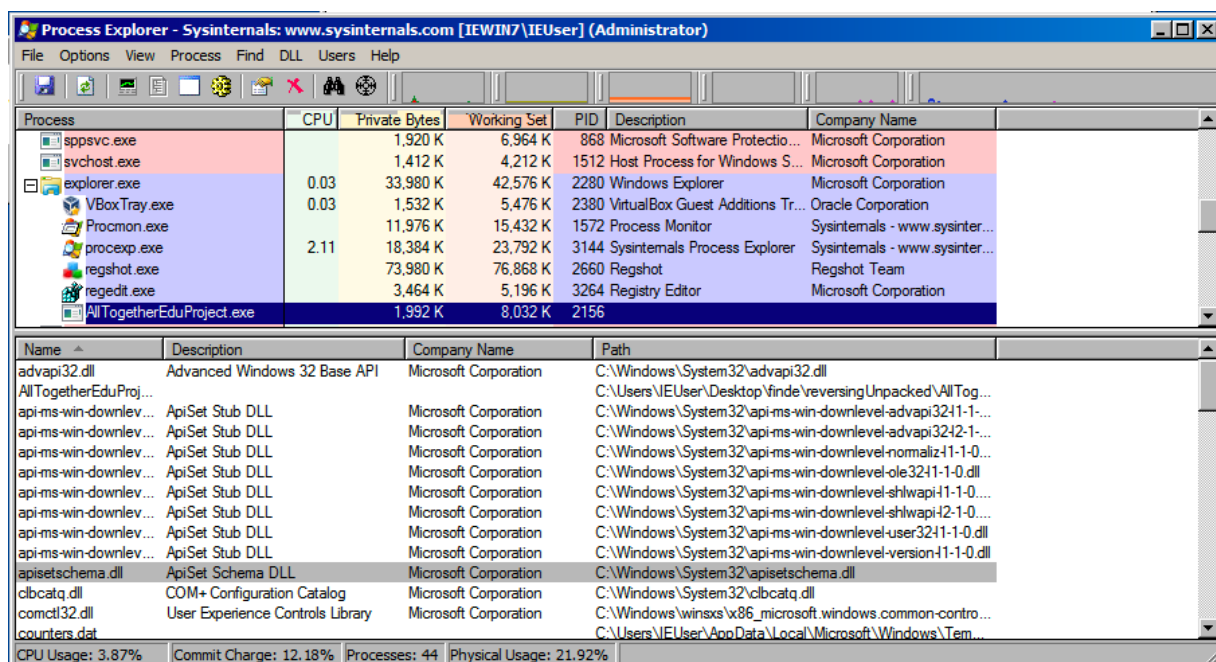 Process Explorer - Sysinternals: www.sysinternals.com [IEWIN7\IEUser] (Administrator)
File Options View Process Find DLL Users Help
Process CPU Private Bytes Working Set PID Description Company Name
sppsvc.exe 1,920 K 6,964 K 868 Microsoft Software Protectio... Microsoft Corporation
svchost.exe 1,412 K 4,212 K 1512 Host Process for Windows S... Microsoft Corporation
explorer.exe 0.03 33,980 K 42,576 K 2280 Windows Explorer Microsoft Corporation
VBoxTray.exe 0.03 1,532 K 5,476 K 2380 VirtualBox Guest Additions Tr... Oracle Corporation
Procmon.exe 11,976 K 15,432 K 1572 Process Monitor Sysinternals - www.sysinter...
procexp.exe 2.11 18,384 K 23,792 K 3144 Sysinternals Process Explorer Sysinternals - www.sysinter...
regshot.exe 73,980 K 76,868 K 2660 Regshot Regshot Team
regedit.exe 3,464 K 5,196 K 3264 Registry Editor Microsoft Corporation
AllTogetherEduProject.exe 1,992 K 8,032 K 2156
Name Description Company Name Path
advapi32.dll Advanced Windows 32 Base API Microsoft Corporation C:\Windows\System32\advapi32.dll
AllTogetherEduProj... C:\Users\IEUser\Desktop\finde\reversingUnpacked\AllTog...
api-ms-win-downlev... ApiSet Stub DLL Microsoft Corporation C:\Windows\System32\api-ms-win-downlevel-advapi32-l1-1-...
api-ms-win-downlev... ApiSet Stub DLL Microsoft Corporation C:\Windows\System32\api-ms-win-downlevel-advapi32-l2-1-...
api-ms-win-downlev... ApiSet Stub DLL Microsoft Corporation C:\Windows\System32\api-ms-win-downlevel-normaliz-l1-1-0...
api-ms-win-downlev... ApiSet Stub DLL Microsoft Corporation C:\Windows\System32\api-ms-win-downlevel-ole32-l1-1-0.dll
api-ms-win-downlev... ApiSet Stub DLL Microsoft Corporation C:\Windows\System32\api-ms-win-downlevel-shlwapi-l1-1-0....
api-ms-win-downlev... ApiSet Stub DLL Microsoft Corporation C:\Windows\System32\api-ms-win-downlevel-shlwapi-l2-1-0....
api-ms-win-downlev... ApiSet Stub DLL Microsoft Corporation C:\Windows\System32\api-ms-win-downlevel-user32-l1-1-0.dll
api-ms-win-downlev... ApiSet Stub DLL Microsoft Corporation C:\Windows\System32\api-ms-win-downlevel-version-l1-1-0.dll
apisetschema.dll ApiSet Schema DLL Microsoft Corporation C:\Windows\System32\apisetschema.dll
clbcatq.dll COM+ Configuration Catalog Microsoft Corporation C:\Windows\System32\clbcatq.dll
comctl32.dll User Experience Controls Library Microsoft Corporation C:\Windows\winsxs\x86_microsoft.windows.common-contro...
counters.dat C:\Users\IEUser\AppData\Local\Microsoft\Windows\Tem...
CPU Usage: 3.87% Commit Charge: 12.18% Processes: 44 Physical Usage: 21.92%